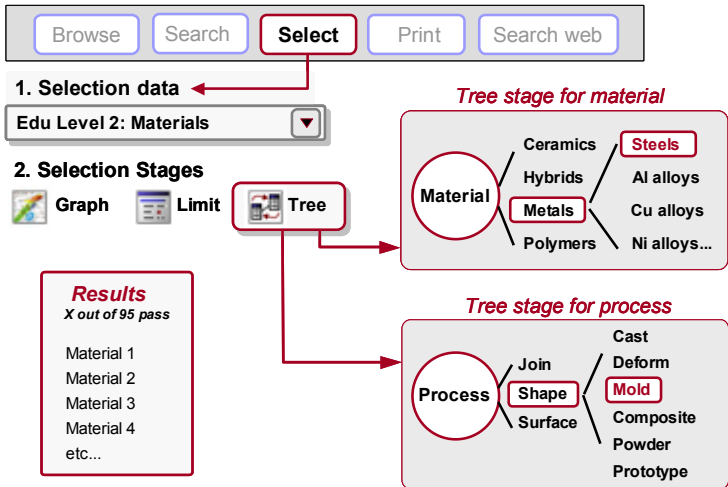 Browse Search Select Print Search web
1. Selection data
Edu Level 2: Materials
2. Selection Stages
Graph Limit Tree
Results
X out of 95 pass
Material 1
Material 2
Material 3
Material 4
etc...
Tree stage for material
Material
Ceramics
Hybrids
Metals
Polymers
Steels
Al alloys
Cu alloys
Ni alloys...
Tree stage for process
Process
Join
Shape
Surface
Cast
Deform
Mold
Composite
Powder
Prototype